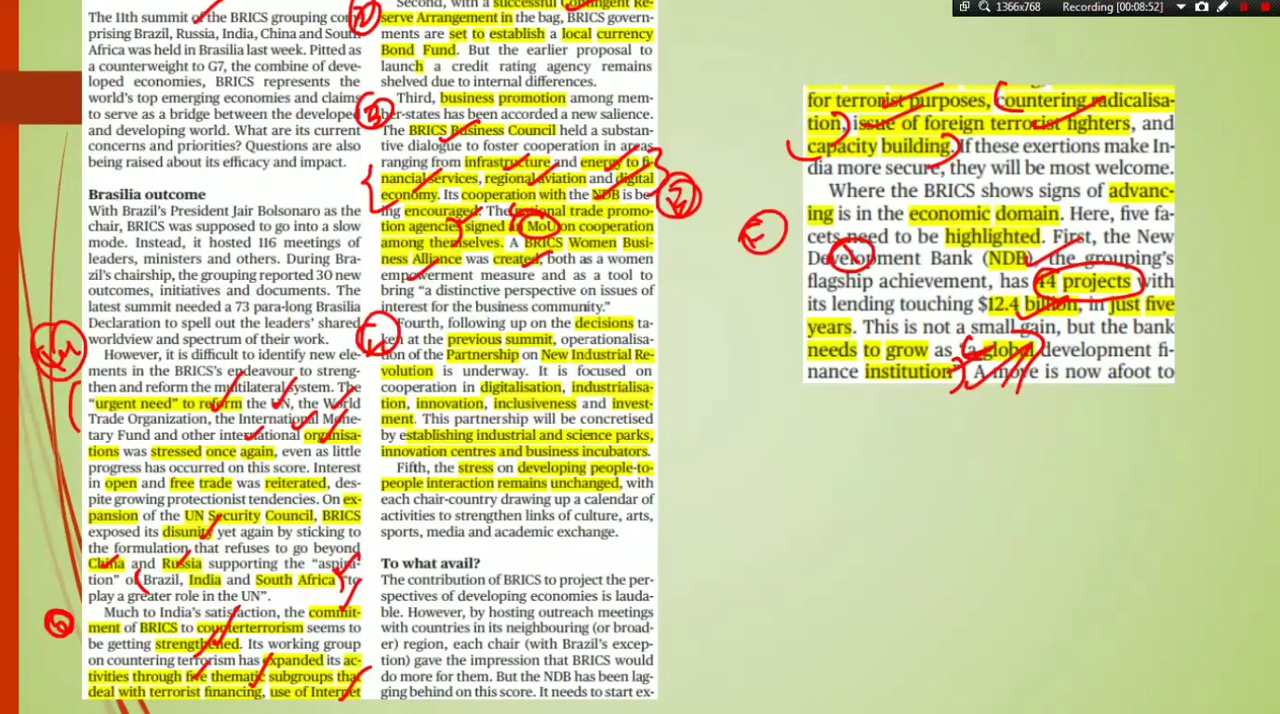 1366x768 Recording [00:08:52]
The 11th summit of the BRICS grouping com-
prising Brazil, Russia, India, China and South
Africa was held in Brasilia last week. Pitted as
a counterweight to G7, the combine of deve-
loped economies, BRICS represents the
world's top emerging economies and claims
to serve as a bridge between the developed
and developing world. What are its current
concerns and priorities? Questions are also
being raised about its efficacy and impact.
Brasilia outcome
With Brazil's President Jair Bolsonaro as the
chair, BRICS was supposed to go into a slow
mode. Instead, it hosted 116 meetings of
leaders, ministers and others. During Bra-
zil's chairship, the grouping reported 30 new
outcomes, initiatives and documents. The
latest summit needed a 73 para-long Brasilia
Declaration to spell out the leaders' shared
worldview and spectrum of their work.
However, it is difficult to identify new ele-
ments in the BRICS's endeavour to streng-
then and reform the multilateral system. The
"urgent need" to reform the UN, the World
Trade Organization, the International Mone-
tary Fund and other international organisa-
tions was stressed once again, even as little
progress has occurred on this score. Interest
in open and free trade was reiterated, des-
pite growing protectionist tendencies. On ex-
pansion of the UN Security Council, BRICS
exposed its disunity yet again by sticking to
the formulation that refuses to go beyond
China and Russia supporting the "aspira-
tion" of Brazil, India and South Africa "to
play a greater role in the UN".
Much to India's satisfaction, the commit-
ment of BRICS to counterterrorism seems to
be getting strengthened. Its working group
on countering terrorism has expanded its ac-
tivities through five thematic subgroups that
deal with terrorist financing, use of Internet
Second, with a successful Contingent Re-
serve Arrangement in the bag, BRICS govern-
ments are set to establish a local currency
Bond Fund. But the earlier proposal to
launch a credit rating agency remains
shelved due to internal differences.
Third, business promotion among mem-
ber-states has been accorded a new salience.
The BRICS Business Council held a substan-
tive dialogue to foster cooperation in areas
ranging from infrastructure and energy to fi-
nancial services, regional aviation and digital
economy. Its cooperation with the NDB is be-
ing encouraged. The national trade promo-
tion agencies signed an MoU on cooperation
among themselves. A BRICS Women Busi-
ness Alliance was created, both as a women
empowerment measure and as a tool to
bring "a distinctive perspective on issues of
interest for the business community."
Fourth, following up on the decisions ta-
ken at the previous summit, operationalisa-
tion of the Partnership on New Industrial Re-
volution is underway. It is focused on
cooperation in digitalisation, industrialisa-
tion, innovation, inclusiveness and invest-
ment. This partnership will be concretised
by establishing industrial and science parks,
innovation centres and business incubators.
Fifth, the stress on developing people-to-
people interaction remains unchanged, with
each chair-country drawing up a calendar of
activities to strengthen links of culture, arts,
sports, media and academic exchange.
To what avail?
The contribution of BRICS to project the per-
spectives of developing economies is lauda-
ble. However, by hosting outreach meetings
with countries in its neighbouring (or broad-
er) region, each chair (with Brazil's excep-
tion) gave the impression that BRICS would
do more for them. But the NDB has been lag-
ging behind on this score. It needs to start ex-
for terrorist purposes, countering radicalisa-
tion, issue of foreign terrorist fighters, and
capacity building. If these exertions make In-
dia more secure, they will be most welcome.
Where the BRICS shows signs of advanc-
ing is in the economic domain. Here, five fa-
cets need to be highlighted. First, the New
Development Bank (NDB), the grouping's
flagship achievement, has 44 projects with
its lending touching $12.4 billion, in just five
years. This is not a small gain, but the bank
needs to grow as "a global development fi-
nance institution". A move is now afoot to